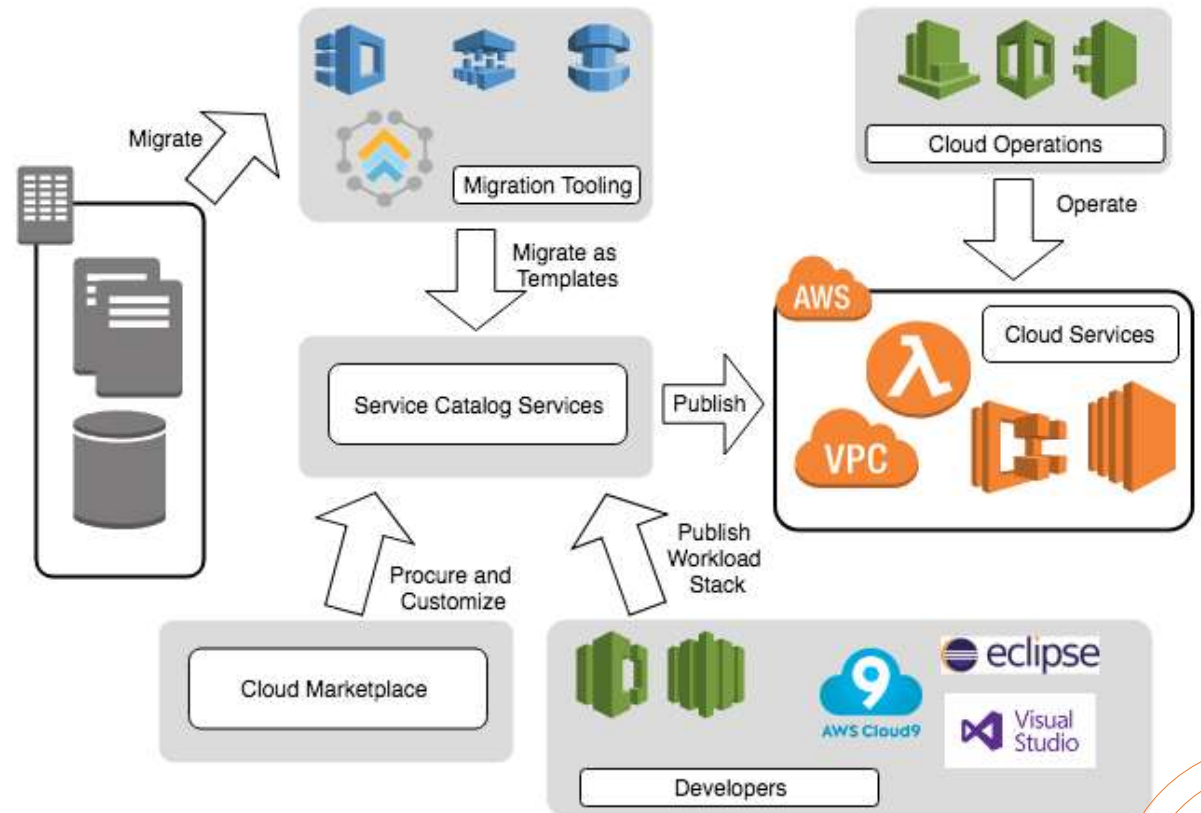 Migrate
Migration Tooling
Cloud Operations
Migrate as
Templates
Operate
AWS
Cloud Services
λ
Service Catalog Services
Publish
VPC
Procure and
Customize
Publish
Workload
Stack
Cloud Marketplace
9
AWS Cloud9
eclipse
Visual
Studio
Developers